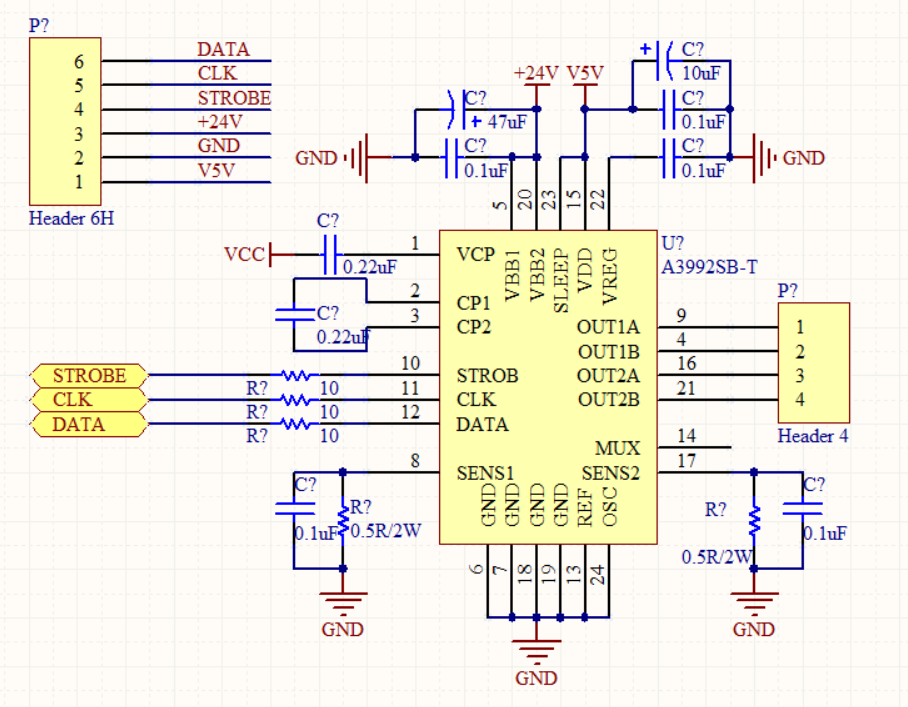 P?
6 DATA
5 CLK
4 STROBE
3 +24V
2 GND
1 V5V
Header 6H
+24V V5V
C?
10uF
C?
+ 47uF
C?
0.1uF
GND
C?
0.1uF
C?
0.1uF
GND
5 20 23 15 22
U?
A3992SB-T
VCC
C?
0.22uF
1 VCP
VBB1 VBB2 SLEEP VDD VREG
2 CP1
3 CP2
C?
0.22uF
P?
OUT1A 9 1
OUT1B 4 2
OUT2A 16 3
OUT2B 21 4
Header 4
STROBE R? 10 10 STROB
CLK R? 10 11 CLK
DATA R? 10 12 DATA
MUX 14
8 SENS1
SENS2 17
C?
0.1uF
R?
0.5R/2W
GND
GND GND GND GND REF OSC
6 7 18 19 13 24
GND
R?
0.5R/2W
C?
0.1uF
GND